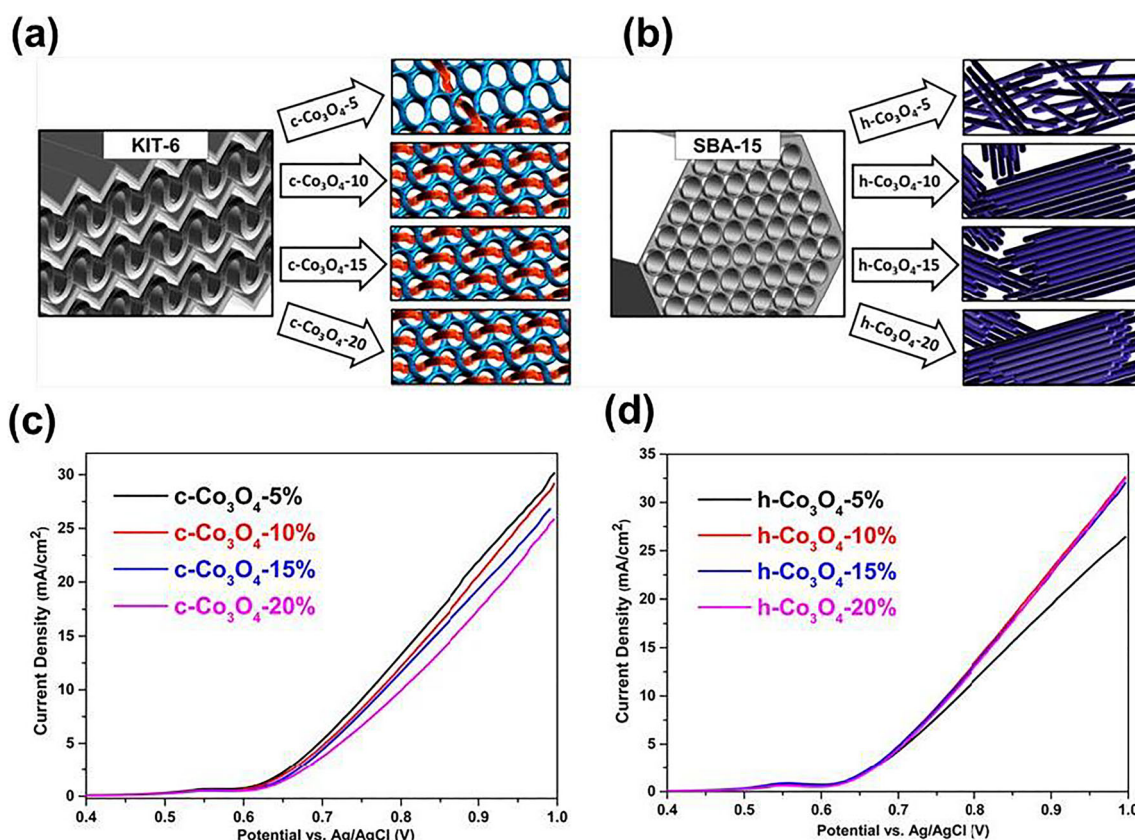 (a)
KIT-6
c-Co₃O₄-5
c-Co₃O₄-10
c-Co₃O₄-15
c-Co₃O₄-20
(b)
SBA-15
h-Co₃O₄-5
h-Co₃O₄-10
h-Co₃O₄-15
h-Co₃O₄-20
(c)
c-Co₃O₄-5%
c-Co₃O₄-10%
c-Co₃O₄-15%
c-Co₃O₄-20%
Current Density (mA/cm²)
30
25
20
15
10
5
0
0.4 0.5 0.6 0.7 0.8 0.9 1.0
Potential vs. Ag/AgCl (V)
(d)
h-Co₃O₄-5%
h-Co₃O₄-10%
h-Co₃O₄-15%
h-Co₃O₄-20%
Current Density (mA/cm²)
35
30
25
20
15
10
5
0
0.4 0.5 0.6 0.7 0.8 0.9 1.0
Potential vs. Ag/AgCl (V)